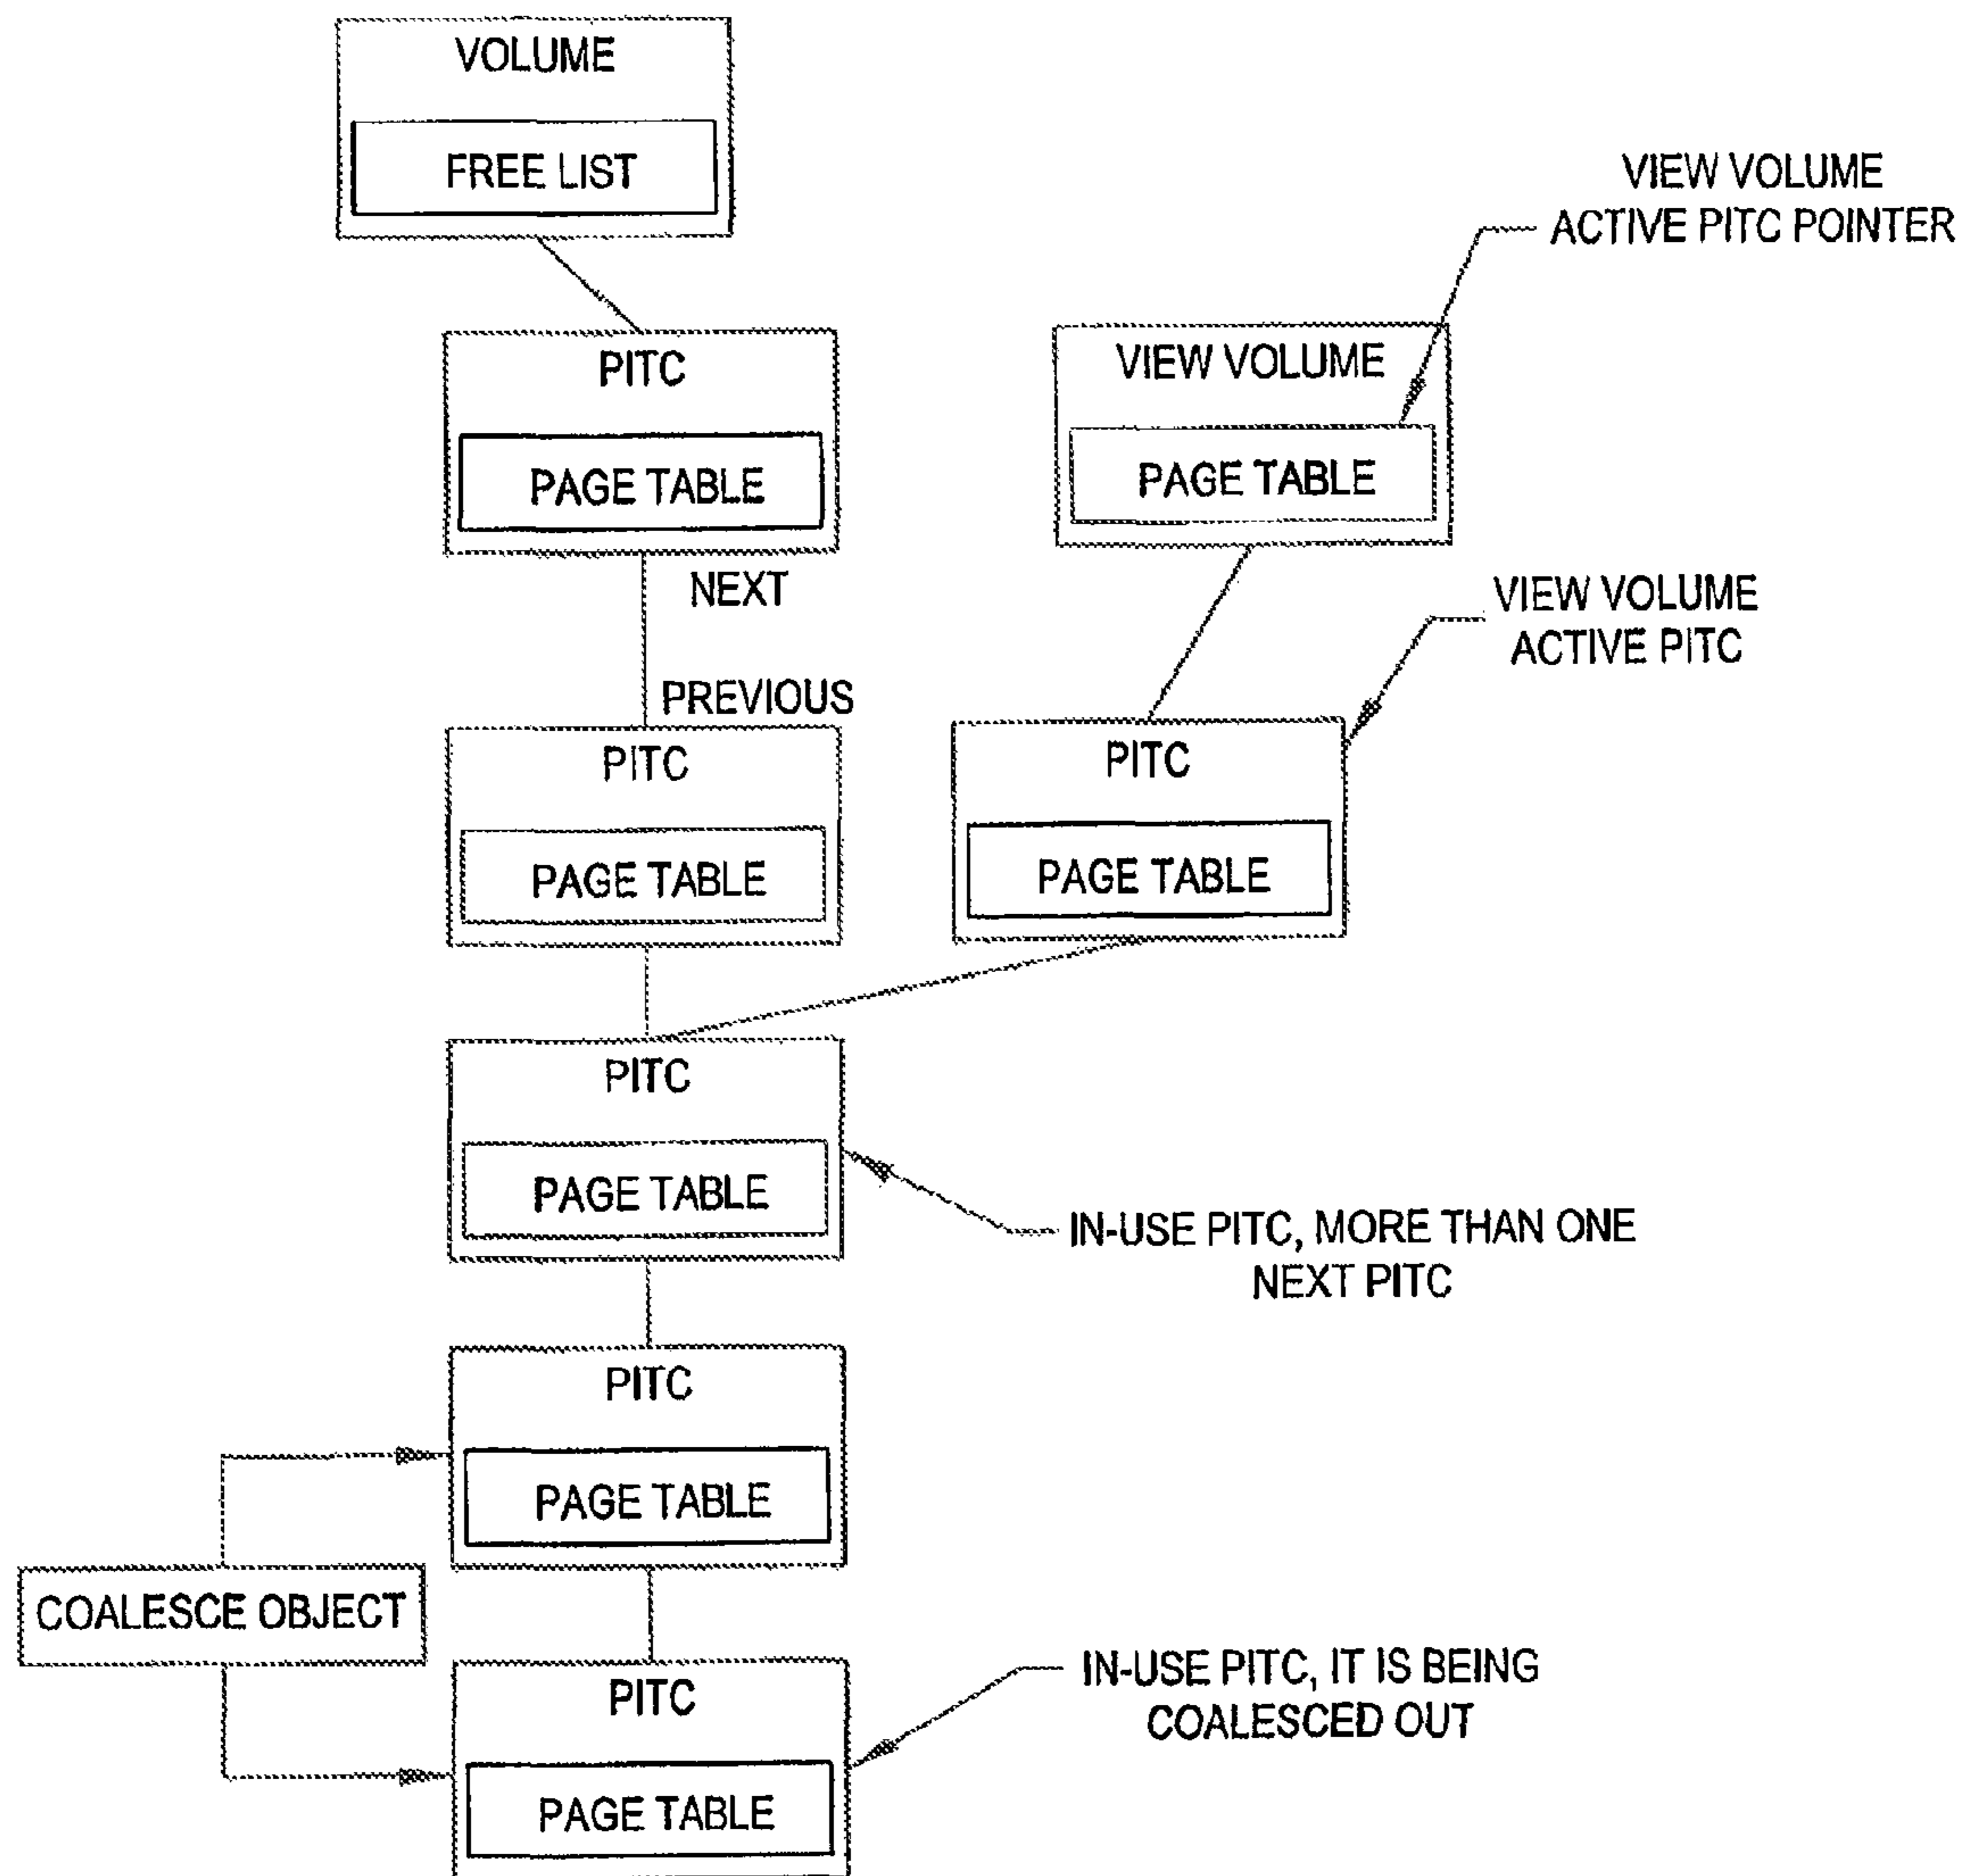 VOLUME
FREE LIST
VIEW VOLUME
ACTIVE PITC POINTER
PITC
PAGE TABLE
VIEW VOLUME
PAGE TABLE
NEXT
PREVIOUS
VIEW VOLUME
ACTIVE PITC
PITC
PAGE TABLE
PITC
PAGE TABLE
PITC
PAGE TABLE
IN-USE PITC, MORE THAN ONE
NEXT PITC
PITC
PAGE TABLE
COALESCE OBJECT
PITC
PAGE TABLE
IN-USE PITC, IT IS BEING
COALESCED OUT